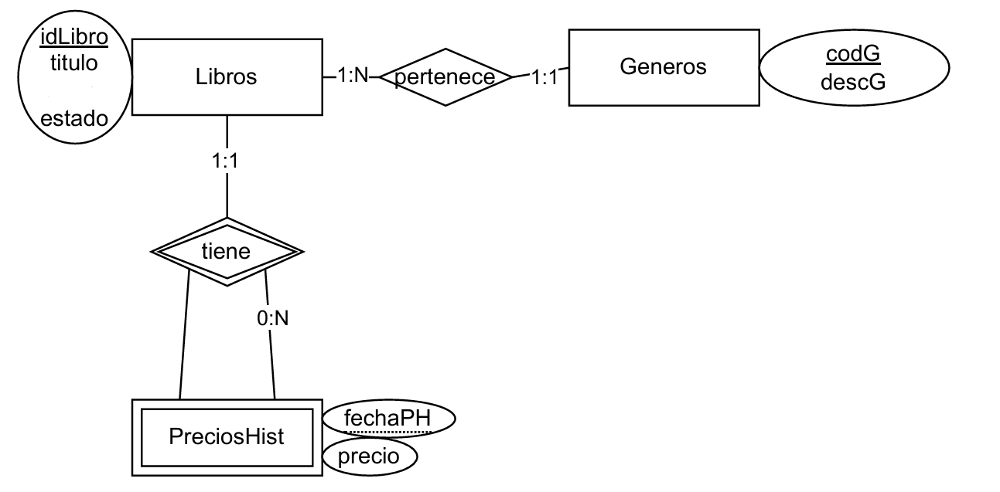 idLibro
titulo
estado
Libros
1:N
pertenece
1:1
Generos
codG
descG
1:1
tiene
0:N
PreciosHist
fechaPH
precio